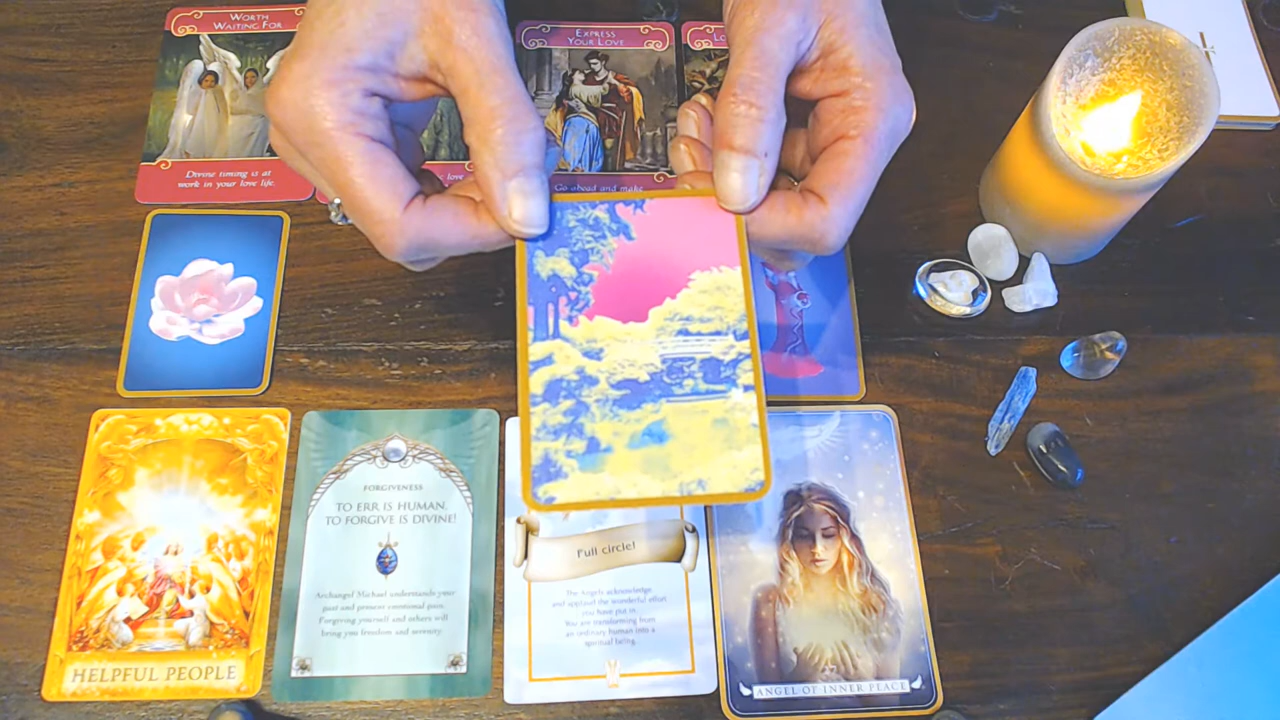 WORTH
WAITING FOR
Divine timing is at
work in your love life.
love
EXPRESS
YOUR LOVE
Go ahead and make
LO
HELPFUL PEOPLE
FORGIVENESS
TO ERR IS HUMAN,
TO FORGIVE IS DIVINE!
Archangel Michael understands your
past and present emotional pain.
Forgiving yourself and others will
bring you freedom and serenity.
Full circle!
The Angels acknowledge
and applaud the wonderful effort
you have put in.
You are transforming from
an ordinary human into a
spiritual being.
ANGEL OF INNER PEACE